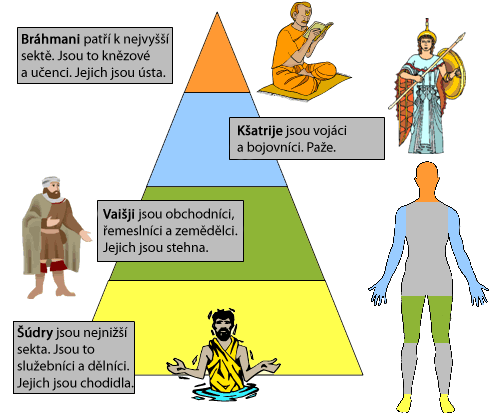 Bráhmani patří k nejvyšší
sektě. Jsou to knězové
a učenci. Jejich jsou ústa.
Kšatrije jsou vojáci
a bojovníci. Paže.
Vaišji jsou obchodníci,
řemeslníci a zemědělci.
Jejich jsou stehna.
Šúdry jsou nejnižší
sekta. Jsou to
služebníci a dělníci.
Jejich jsou chodidla.